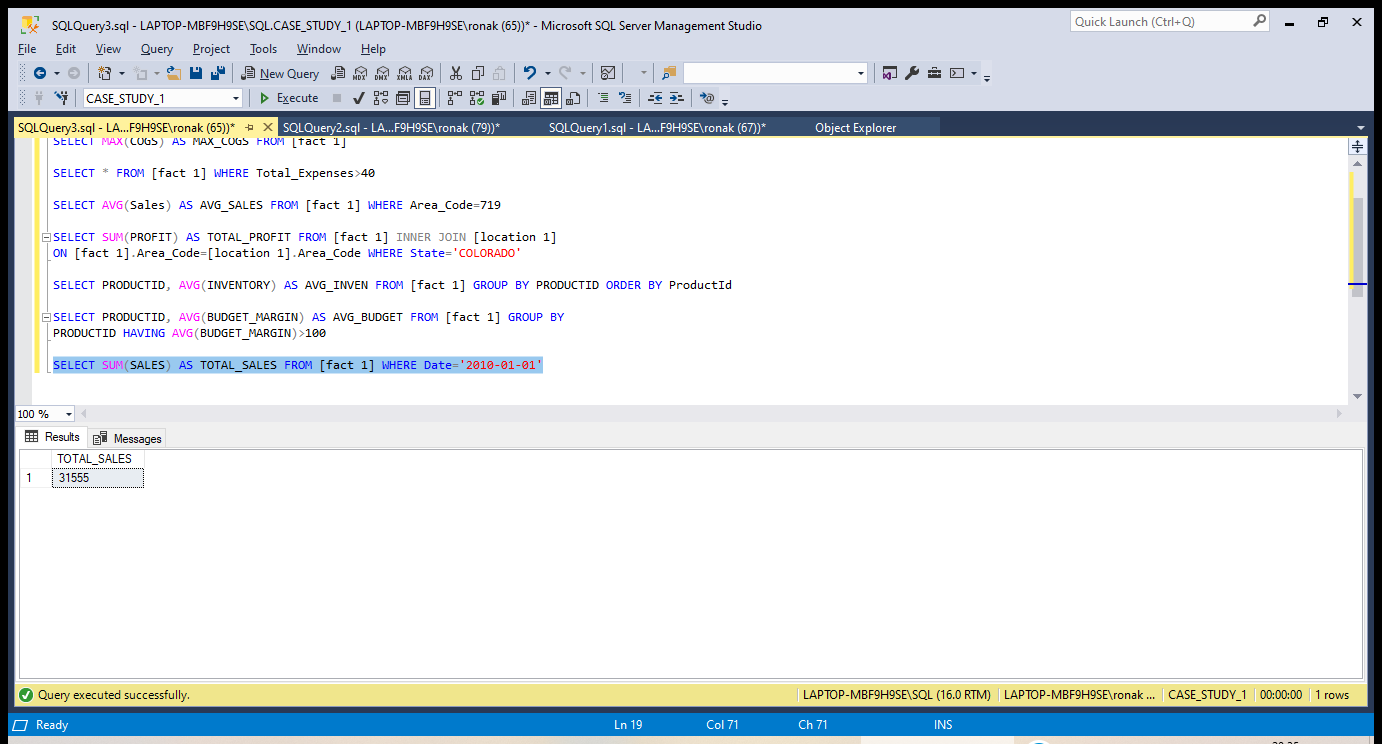 SQLQuery3.sql - LAPTOP-MBF9H9SE\SQL.CASE_STUDY_1 (LAPTOP-MBF9H9SE\ronak (65))* - Microsoft SQL Server Management Studio
Quick Launch (Ctrl+Q)
File Edit View Query Project Tools Window Help
New Query MDX DMX XMLA DAX
CASE_STUDY_1 Execute
SQLQuery3.sql - LA...F9H9SE\ronak (65))* SQLQuery2.sql - LA...F9H9SE\ronak (79))* SQLQuery1.sql - LA...F9H9SE\ronak (67))* Object Explorer
SELECT MAX(COGS) AS MAX_COGS FROM [fact 1]
SELECT * FROM [fact 1] WHERE Total_Expenses>40
SELECT AVG(Sales) AS AVG_SALES FROM [fact 1] WHERE Area_Code=719
SELECT SUM(PROFIT) AS TOTAL_PROFIT FROM [fact 1] INNER JOIN [location 1]
ON [fact 1].Area_Code=[location 1].Area_Code WHERE State='COLORADO'
SELECT PRODUCTID, AVG(INVENTORY) AS AVG_INVEN FROM [fact 1] GROUP BY PRODUCTID ORDER BY ProductId
SELECT PRODUCTID, AVG(BUDGET_MARGIN) AS AVG_BUDGET FROM [fact 1] GROUP BY
PRODUCTID HAVING AVG(BUDGET_MARGIN)>100
SELECT SUM(SALES) AS TOTAL_SALES FROM [fact 1] WHERE Date='2010-01-01'
100 %
Results Messages
TOTAL_SALES
1 31555
Query executed successfully. LAPTOP-MBF9H9SE\SQL (16.0 RTM) LAPTOP-MBF9H9SE\ronak ... CASE_STUDY_1 00:00:00 1 rows
Ready Ln 19 Col 71 Ch 71 INS